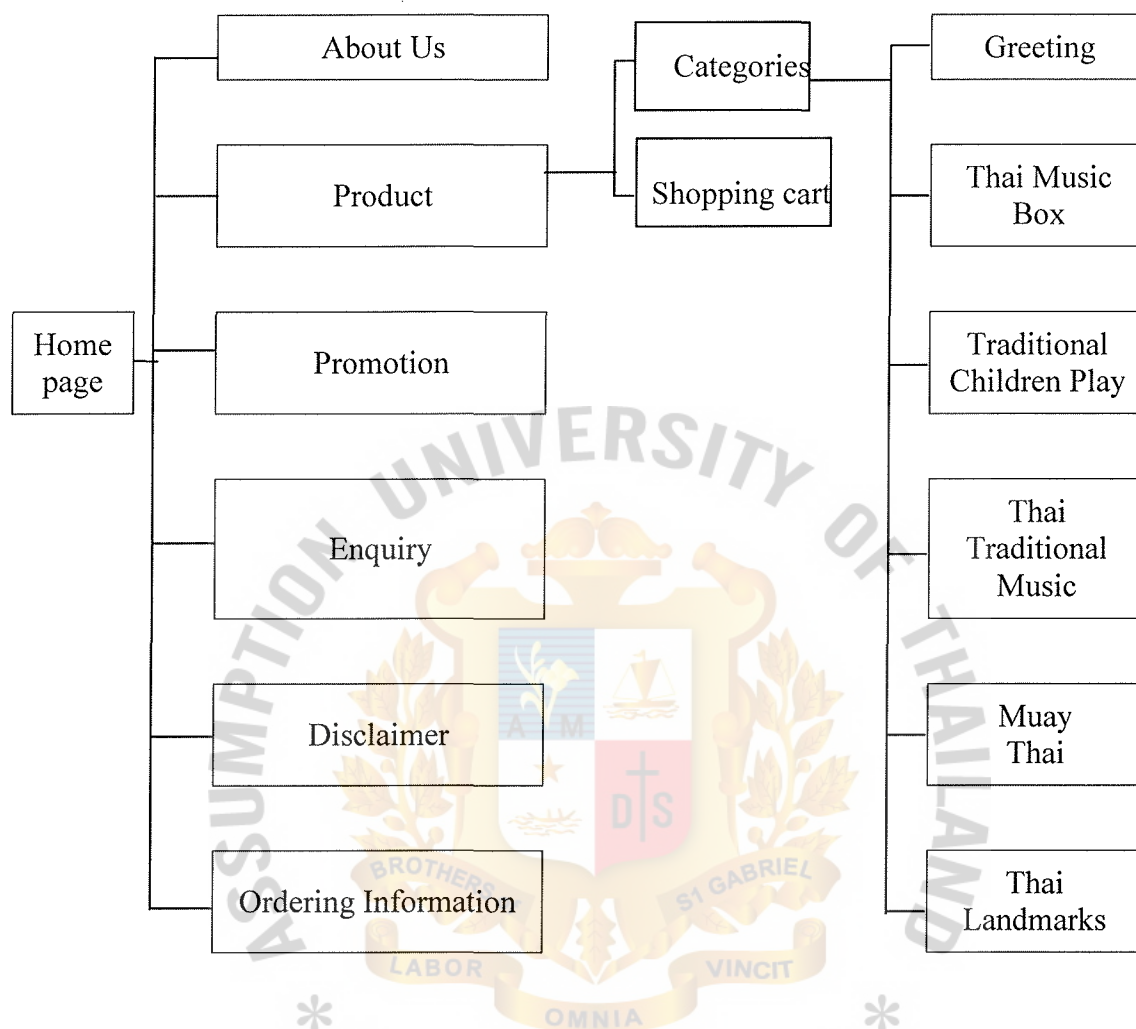 About Us
Product
Home
page
Promotion
Enquiry
Disclaimer
Ordering Information
Categories
Shopping cart
Greeting
Thai Music
Box
Traditional
Children Play
Thai
Traditional
Music
Muay
Thai
Thai
Landmarks
ASSUMPTION UNIVERSITY OF THAILAND
A M
D S
BROTHERS
S1 GABRIEL
LABOR
OMNIA
VINCIT